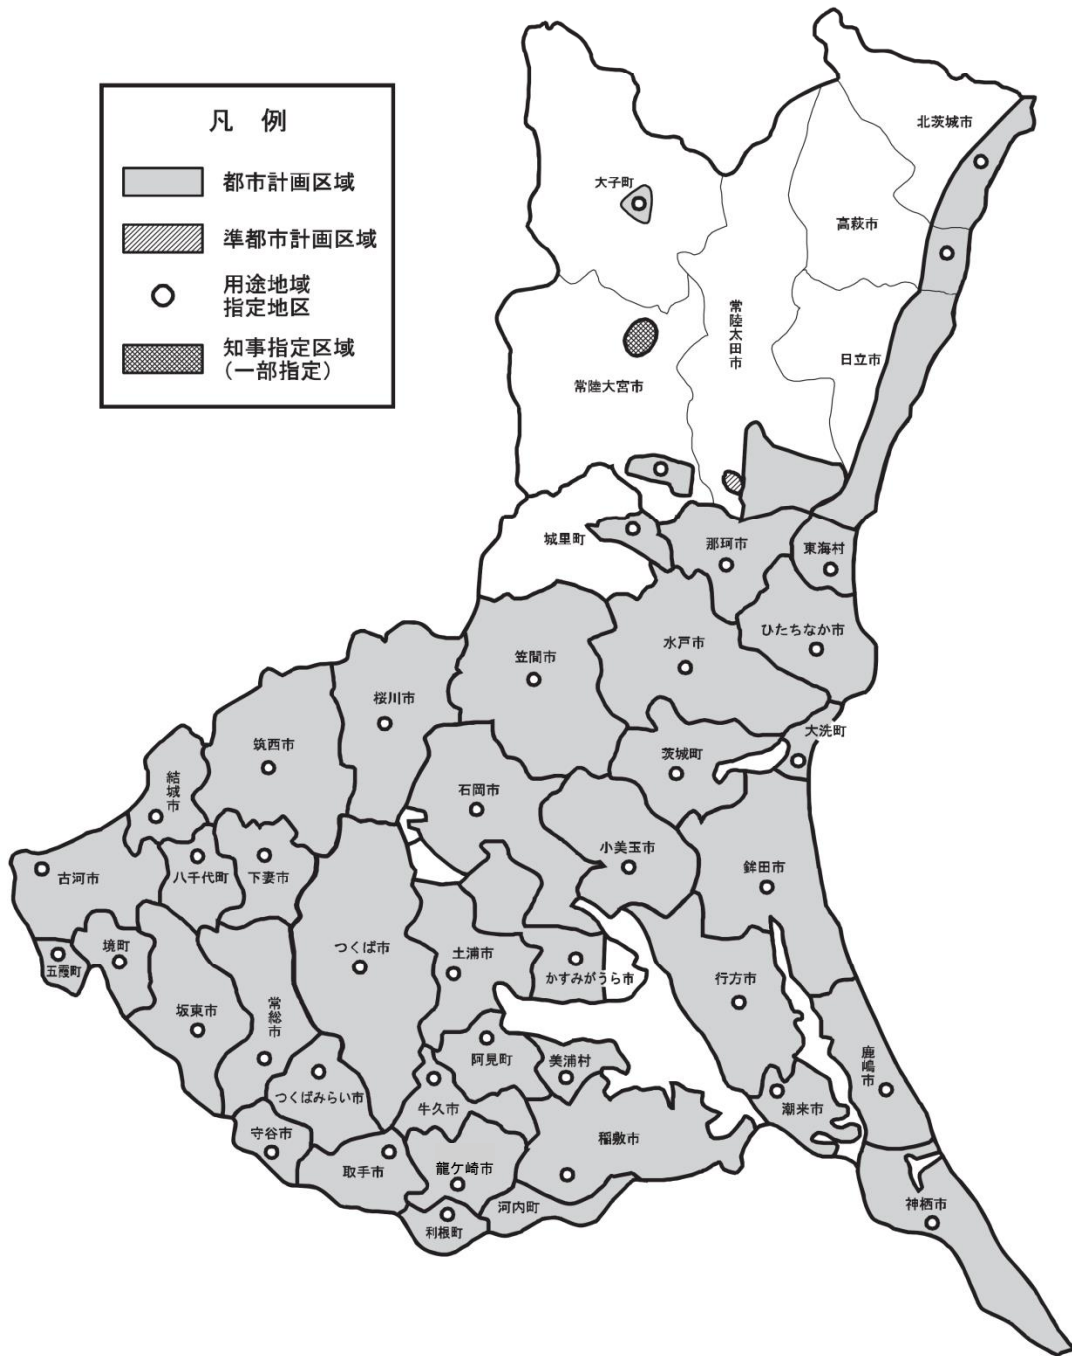 凡 例
都市計画区域
準都市計画区域
用途地域
指定地区
知事指定区域
(一部指定)
北茨城市
大子町
高萩市
常陸太田市
日立市
常陸大宮市
城里町
那珂市
東海村
ひたちなか市
水戸市
笠間市
桜川市
大洗町
茨城町
筑西市
結城市
石岡市
小美玉市
鉾田市
古河市
八千代町
下妻市
つくば市
土浦市
かすみがうら市
行方市
境町
五霞町
坂東市
常総市
阿見町
美浦村
鹿嶋市
つくばみらい市
牛久市
潮来市
稲敷市
守谷市
取手市
龍ケ崎市
河内町
神栖市
利根町